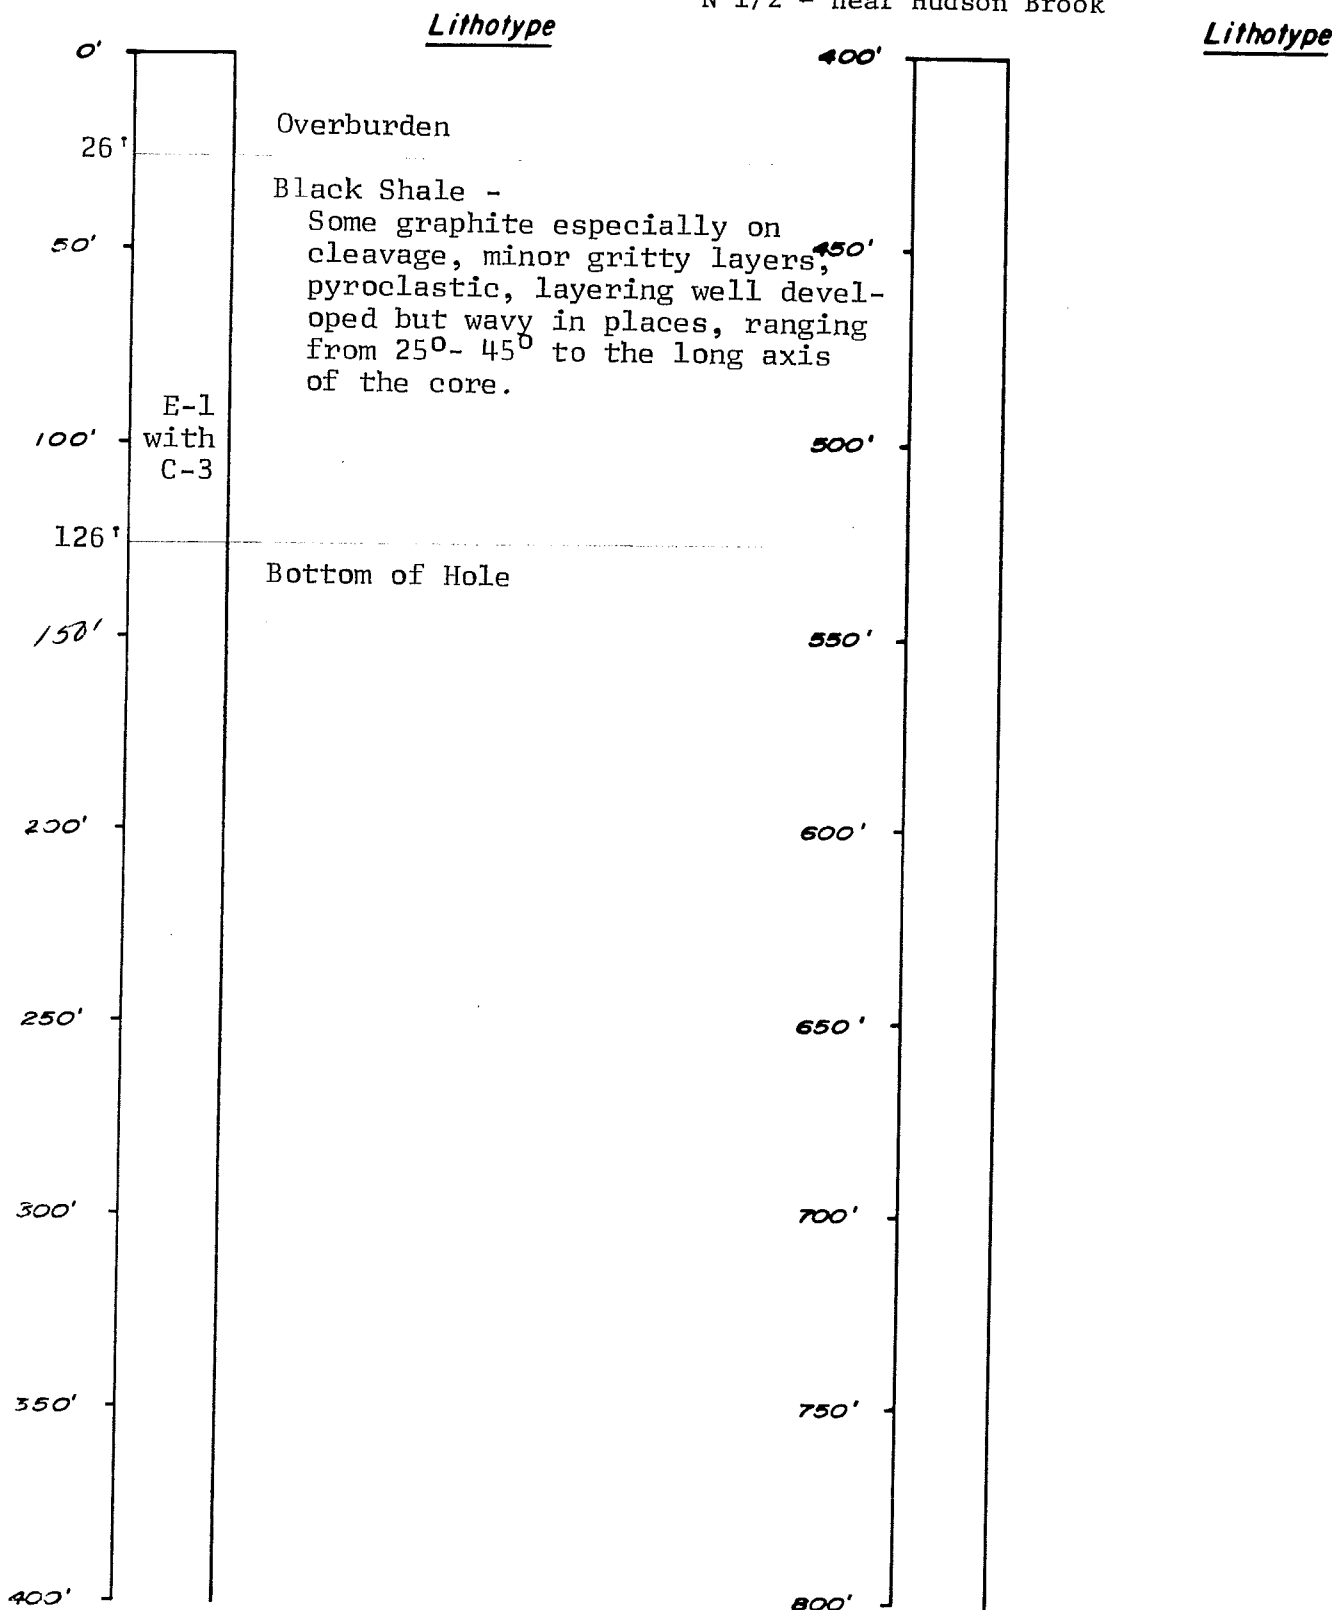 N 1/2 - near Hudson Brook
Lithotype
0'
Overburden
26'
Black Shale -
Some graphite especially on
50'
cleavage, minor gritty layers,
pyroclastic, layering well devel-
oped but wavy in places, ranging
from 25º- 45º to the long axis
of the core.
E-1
100'
with
C-3
126'
Bottom of Hole
150'
200'
250'
300'
350'
400'
Lithotype
400'
450'
500'
550'
600'
650'
700'
750'
800'